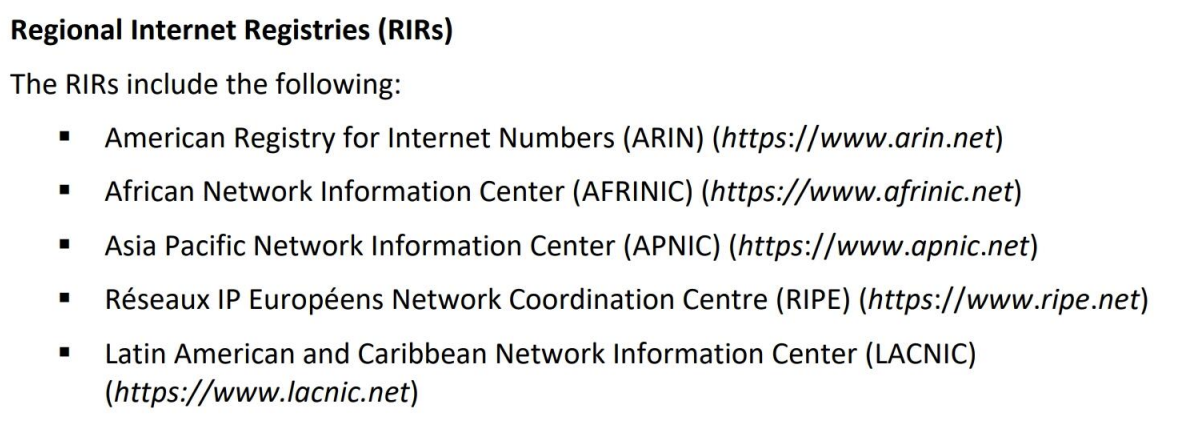 Regional Internet Registries (RIRs)
The RIRs include the following:
▪ American Registry for Internet Numbers (ARIN) (https://www.arin.net)
▪ African Network Information Center (AFRINIC) (https://www.afrinic.net)
▪ Asia Pacific Network Information Center (APNIC) (https://www.apnic.net)
▪ Réseaux IP Européens Network Coordination Centre (RIPE) (https://www.ripe.net)
▪ Latin American and Caribbean Network Information Center (LACNIC)
(https://www.lacnic.net)